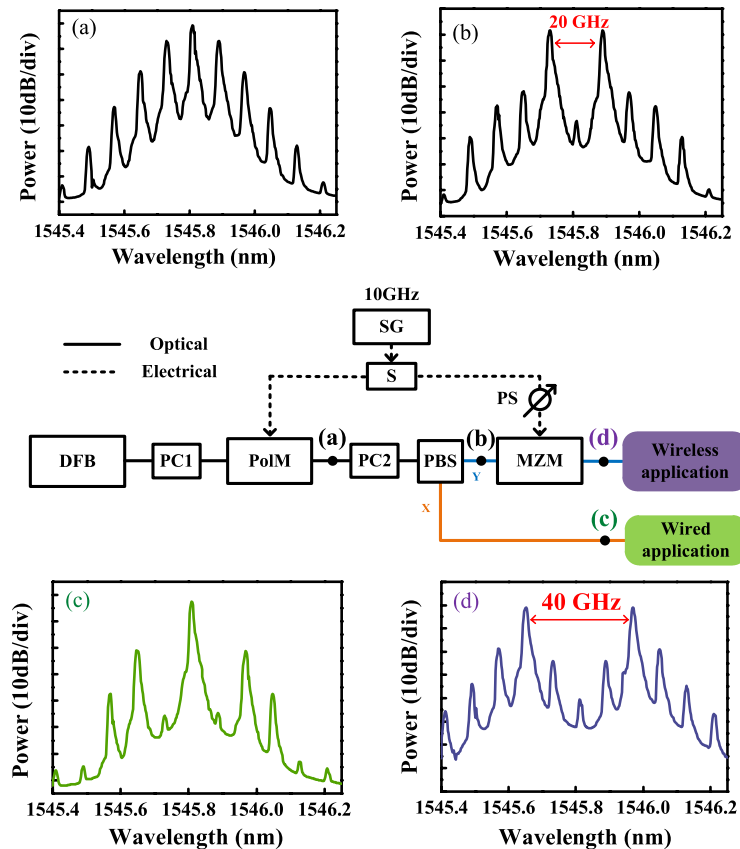 (a)
Power (10dB/div)
1545.4 1545.6 1545.8 1546.0 1546.2
Wavelength (nm)
(b)
20 GHz
Power (10dB/div)
1545.4 1545.6 1545.8 1546.0 1546.2
Wavelength (nm)
10GHz
SG
Optical
Electrical
S
PS
DFB
PC1
PolM
(a)
PC2
PBS
(b)
Y
MZM
(d)
Wireless
application
X
(c)
Wired
application
(c)
Power (10dB/div)
1545.4 1545.6 1545.8 1546.0 1546.2
Wavelength (nm)
(d)
40 GHz
Power (10dB/div)
1545.4 1545.6 1545.8 1546.0 1546.2
Wavelength (nm)